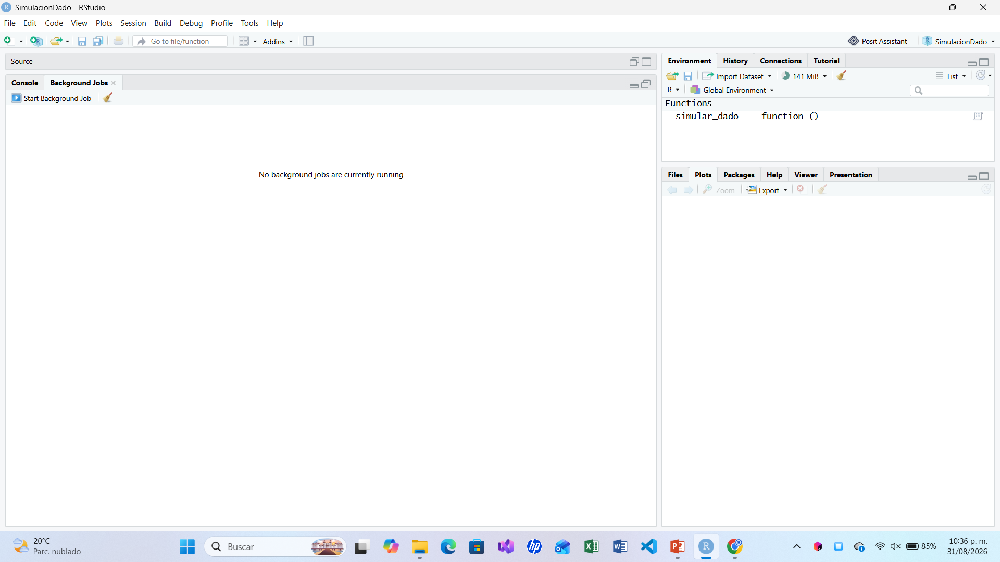 SimulacionDado - RStudio
File Edit Code View Plots Session Build Debug Profile Tools Help
Go to file/function Addins Posit Assistant SimulacionDado
Source
Console Background Jobs
Start Background Job
No background jobs are currently running
Environment History Connections Tutorial
Import Dataset 141 MiB List
R Global Environment
Functions
simular_dado function ()
Files Plots Packages Help Viewer Presentation
Zoom Export
20°C
Parc. nublado
Buscar
85%
10:36 p. m.
31/08/2026